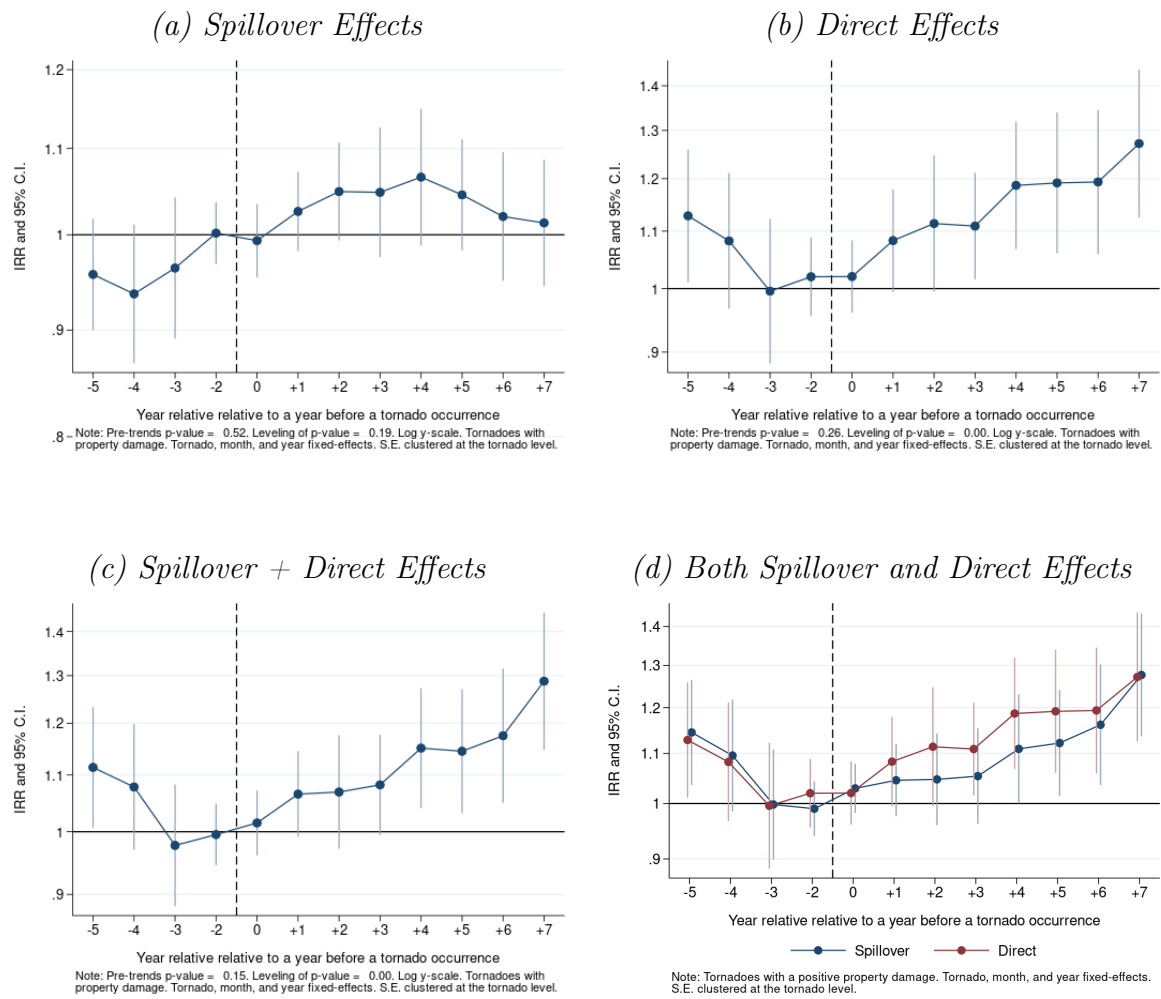 (a) Spillover Effects
1.2
1.1
1
.9
.8
IRR and 95% C.I.
-5 -4 -3 -2 0 +1 +2 +3 +4 +5 +6 +7
Year relative relative to a year before a tornado occurrence
Note: Pre-trends p-value = 0.52. Leveling of p-value = 0.19. Log y-scale. Tornadoes with
property damage. Tornado, month, and year fixed-effects. S.E. clustered at the tornado level.
(b) Direct Effects
1.4
1.3
1.2
1.1
1
.9
IRR and 95% C.I.
-5 -4 -3 -2 0 +1 +2 +3 +4 +5 +6 +7
Year relative relative to a year before a tornado occurrence
Note: Pre-trends p-value = 0.26. Leveling of p-value = 0.00. Log y-scale. Tornadoes with
property damage. Tornado, month, and year fixed-effects. S.E. clustered at the tornado level.
(c) Spillover + Direct Effects
1.4
1.3
1.2
1.1
1
.9
IRR and 95% C.I.
-5 -4 -3 -2 0 +1 +2 +3 +4 +5 +6 +7
Year relative relative to a year before a tornado occurrence
Note: Pre-trends p-value = 0.15. Leveling of p-value = 0.00. Log y-scale. Tornadoes with
property damage. Tornado, month, and year fixed-effects. S.E. clustered at the tornado level.
(d) Both Spillover and Direct Effects
1.4
1.3
1.2
1.1
1
.9
IRR and 95% C.I.
-5 -4 -3 -2 0 +1 +2 +3 +4 +5 +6 +7
Year relative relative to a year before a tornado occurrence
Spillover Direct
Note: Tornadoes with a positive property damage. Tornado, month, and year fixed-effects.
S.E. clustered at the tornado level.